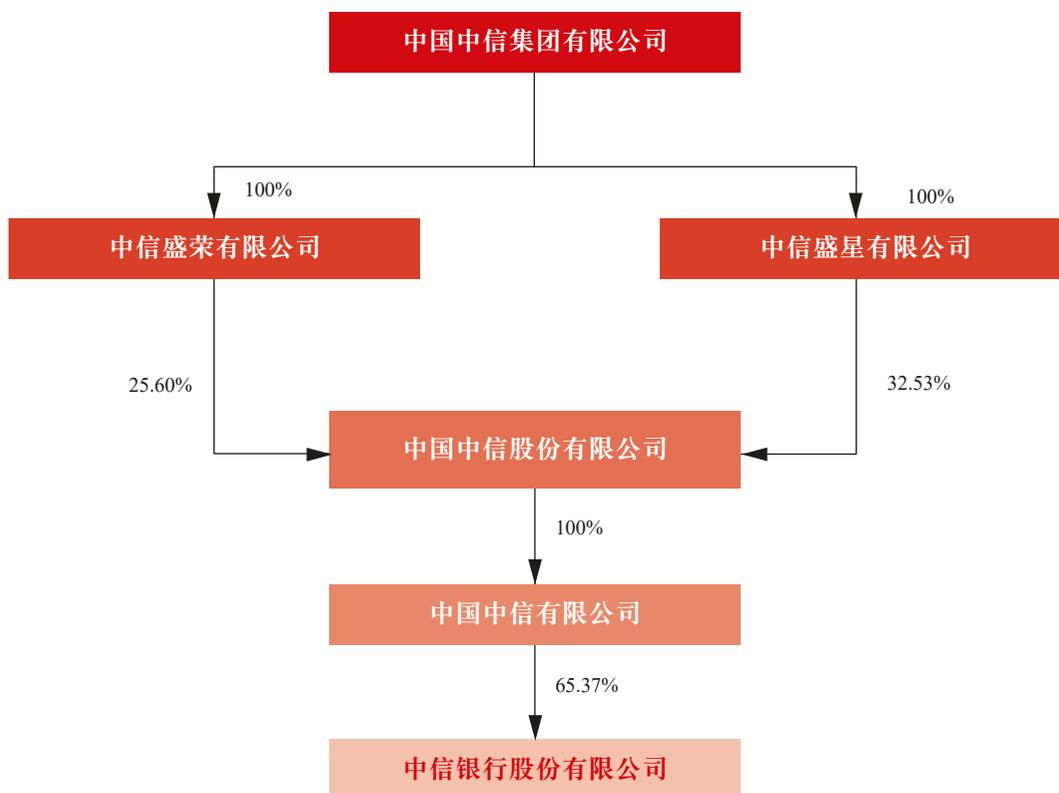 中国中信集团有限公司
100%
100%
中信盛荣有限公司
中信盛星有限公司
25.60%
32.53%
中国中信股份有限公司
100%
中国中信有限公司
65.37%
中信银行股份有限公司